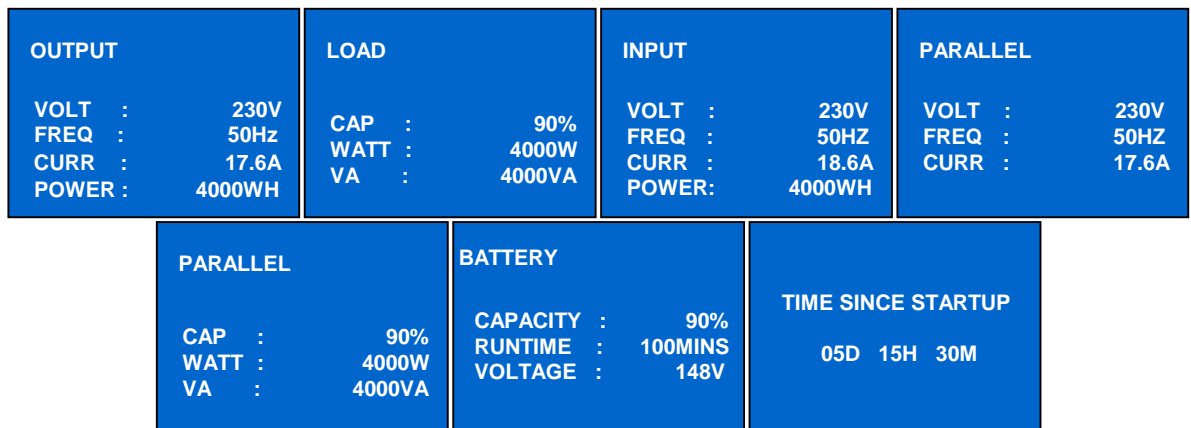 OUTPUT
VOLT : 230V
FREQ : 50Hz
CURR : 17.6A
POWER : 4000WH
LOAD
CAP : 90%
WATT : 4000W
VA : 4000VA
INPUT
VOLT : 230V
FREQ : 50HZ
CURR : 18.6A
POWER: 4000WH
PARALLEL
VOLT : 230V
FREQ : 50HZ
CURR : 17.6A
PARALLEL
CAP : 90%
WATT : 4000W
VA : 4000VA
BATTERY
CAPACITY : 90%
RUNTIME : 100MINS
VOLTAGE : 148V
TIME SINCE STARTUP
05D 15H 30M